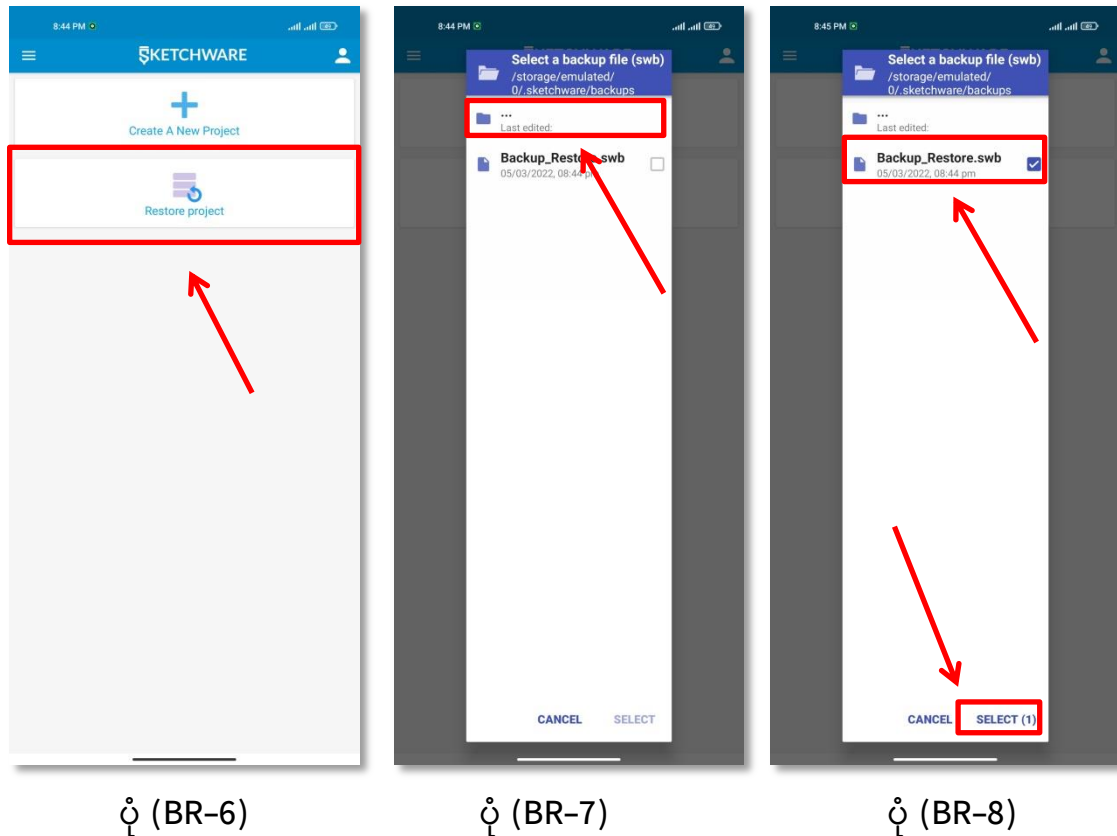 8:44 PM
SKETCHWARE
Create A New Project
Restore project
8:44 PM
Select a backup file (swb)
/storage/emulated/
0/.sketchware/backups
...
Last edited:
Backup_Restore.swb
05/03/2022, 08:44 pm
CANCEL SELECT
8:45 PM
Select a backup file (swb)
/storage/emulated/
0/.sketchware/backups
...
Last edited:
Backup_Restore.swb
05/03/2022, 08:44 pm
CANCEL SELECT (1)
ပုံ (BR–6)
ပုံ (BR–7)
ပုံ (BR–8)